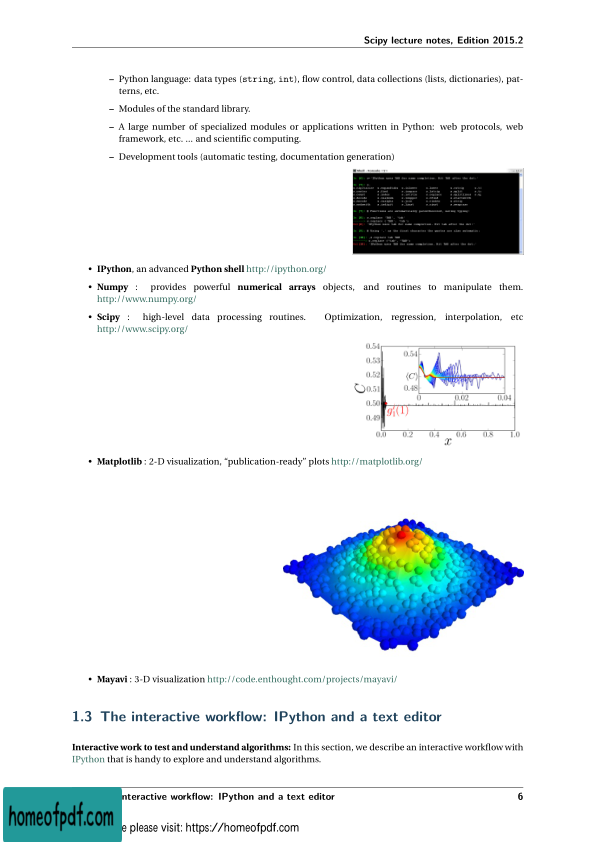 Scipy lecture notes, Edition 2015.2
– Python language: data types (string, int), flow control, data collections (lists, dictionaries), pat-
terns, etc.
– Modules of the standard library.
– A large number of specialized modules or applications written in Python: web protocols, web
framework, etc. ... and scientific computing.
– Development tools (automatic testing, documentation generation)
• IPython, an advanced Python shell http://ipython.org/
• Numpy : provides powerful numerical arrays objects, and routines to manipulate them.
http://www.numpy.org/
• Scipy : high-level data processing routines. Optimization, regression, interpolation, etc
http://www.scipy.org/
0.54
0.53
0.52
0.51
0.50
0.49
C
0.54
⟨C⟩
0.48
0 0.02 0.04
0.0 0.2 0.4 0.6 0.8 1.0
x
• Matplotlib : 2-D visualization, “publication-ready” plots http://matplotlib.org/
• Mayavi : 3-D visualization http://code.enthought.com/projects/mayavi/
1.3 The interactive workflow: IPython and a text editor
Interactive work to test and understand algorithms: In this section, we describe an interactive workflow with
IPython that is handy to explore and understand algorithms.
nteractive workflow: IPython and a text editor 6
homeofpdf.com
e please visit: https://homeofpdf.com